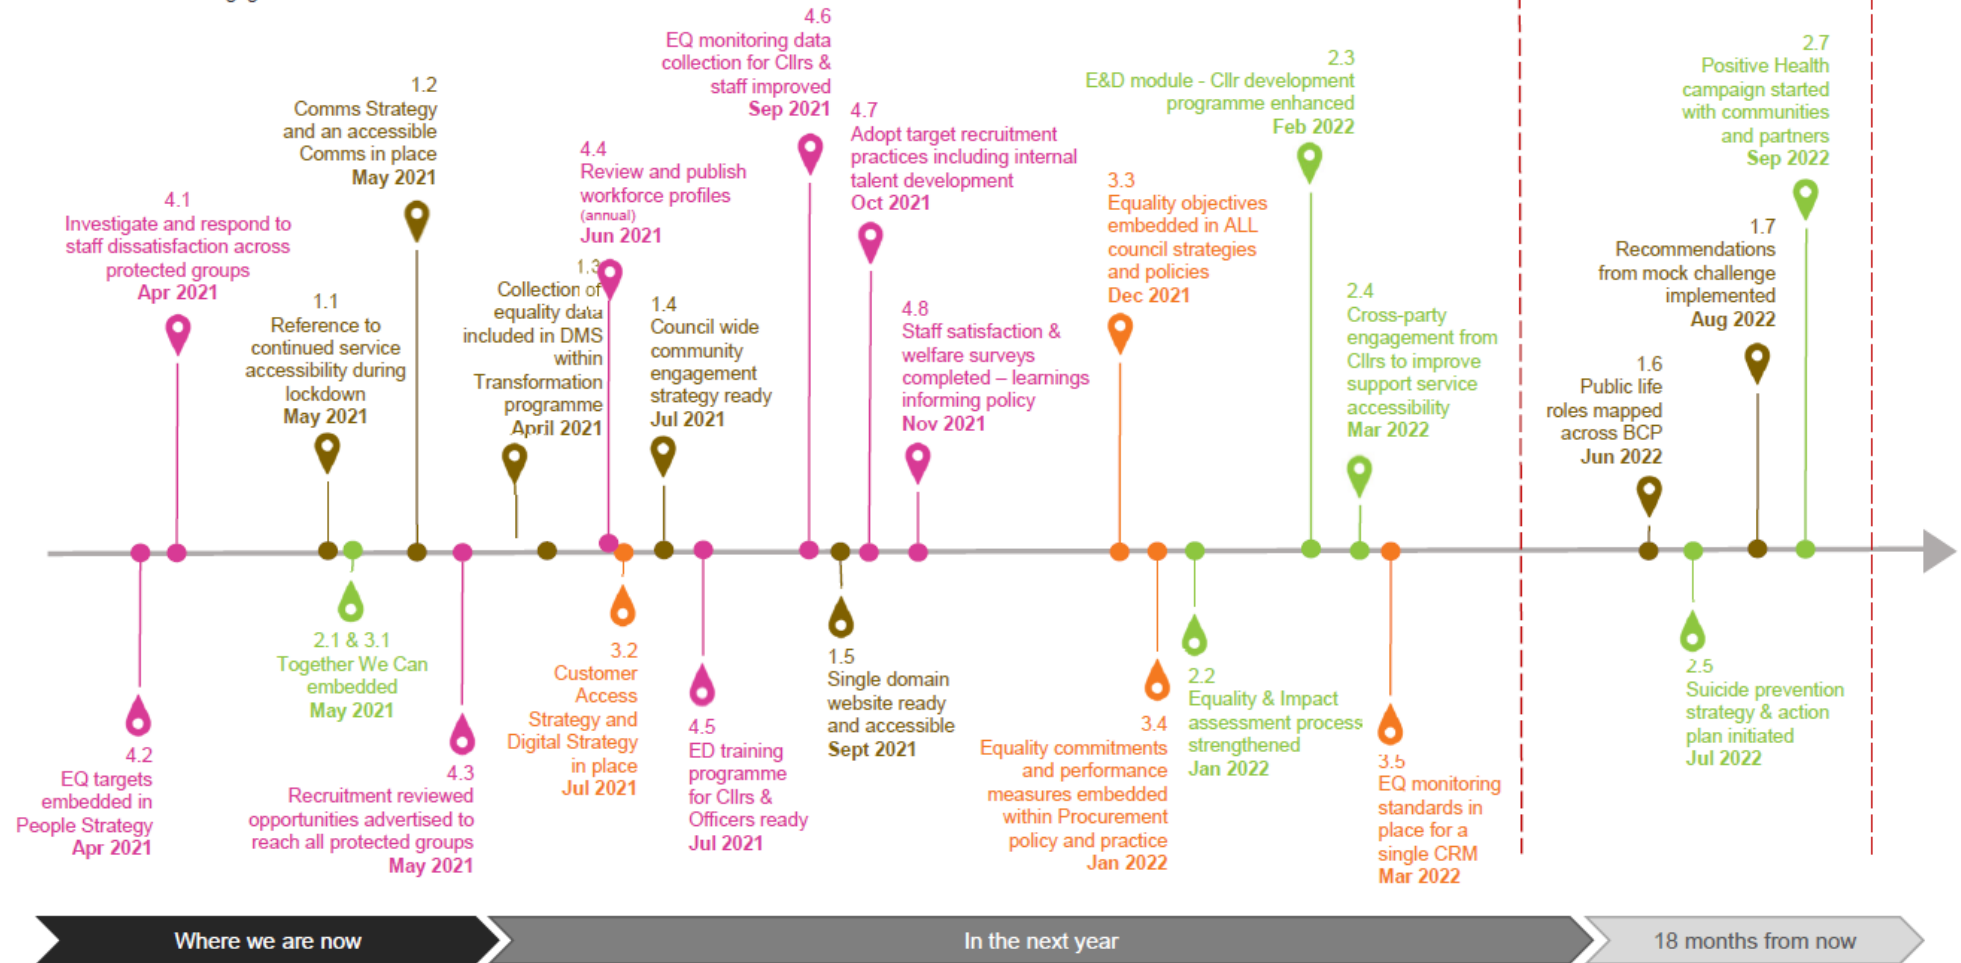 4.1
Investigate and respond to
staff dissatisfaction across
protected groups
Apr 2021
1.1
Reference to
continued service
accessibility during
lockdown
May 2021
1.2
Comms Strategy
and an accessible
Comms in place
May 2021
1.3
Collection of
equality data
included in DMS
within
Transformation
programme
April 2021
4.4
Review and publish
workforce profiles
(annual)
Jun 2021
1.4
Council wide
community
engagement
strategy ready
Jul 2021
4.6
EQ monitoring data
collection for Cllrs &
staff improved
Sep 2021
4.7
Adopt target recruitment
practices including internal
talent development
Oct 2021
4.8
Staff satisfaction &
welfare surveys
completed – learnings
informing policy
Nov 2021
3.3
Equality objectives
embedded in ALL
council strategies
and policies
Dec 2021
2.3
E&D module - Cllr development
programme enhanced
Feb 2022
2.4
Cross-party
engagement from
Cllrs to improve
support service
accessibility
Mar 2022
1.6
Public life
roles mapped
across BCP
Jun 2022
1.7
Recommendations
from mock challenge
implemented
Aug 2022
2.7
Positive Health
campaign started
with communities
and partners
Sep 2022
4.2
EQ targets
embedded in
People Strategy
Apr 2021
2.1 & 3.1
Together We Can
embedded
May 2021
4.3
Recruitment reviewed
opportunities advertised to
reach all protected groups
May 2021
3.2
Customer
Access
Strategy and
Digital Strategy
in place
Jul 2021
4.5
ED training
programme
for Cllrs &
Officers ready
Jul 2021
1.5
Single domain
website ready
and accessible
Sept 2021
3.4
Equality commitments
and performance
measures embedded
within Procurement
policy and practice
Jan 2022
2.2
Equality & Impact
assessment process
strengthened
Jan 2022
3.5
EQ monitoring
standards in
place for a
single CRM
Mar 2022
2.5
Suicide prevention
strategy & action
plan initiated
Jul 2022
Where we are now
In the next year
18 months from now